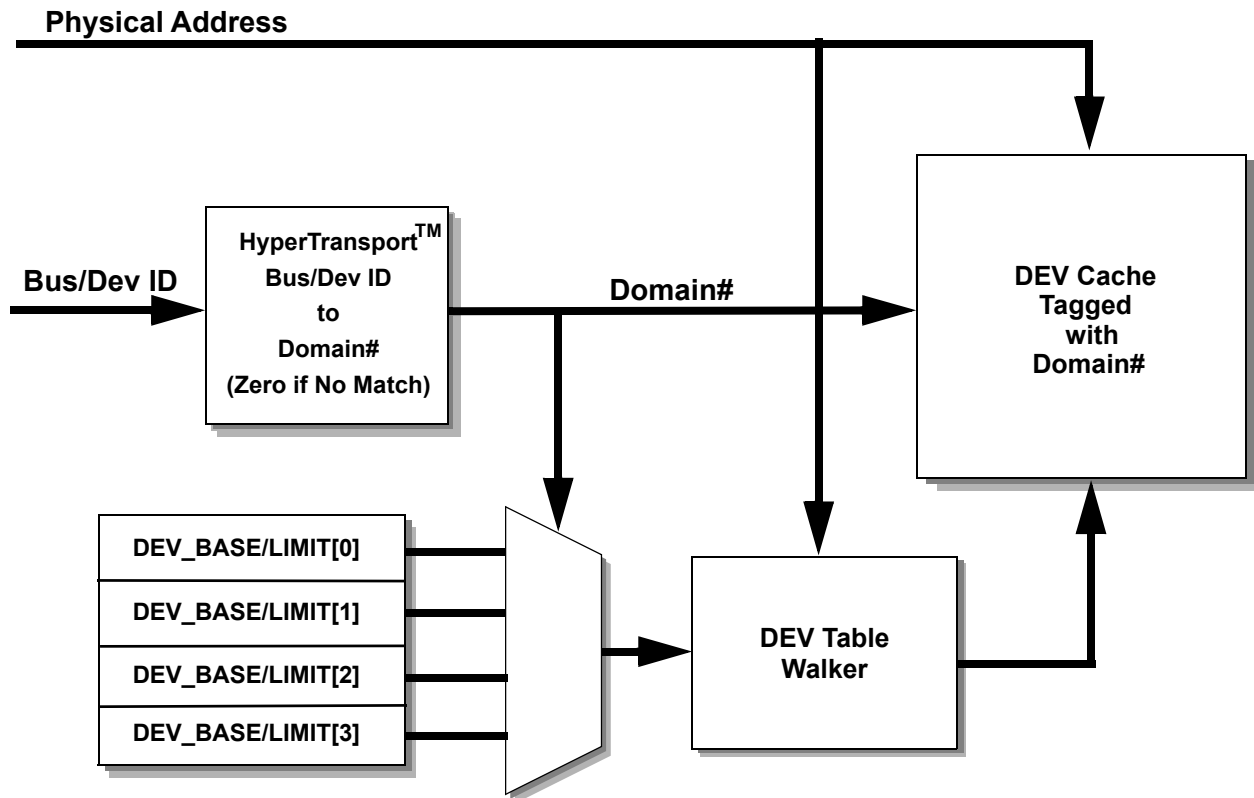 Physical Address
HyperTransport™
Bus/Dev ID
to
Domain#
(Zero if No Match)
Bus/Dev ID
Domain#
DEV Cache
Tagged
with
Domain#
DEV_BASE/LIMIT[0]
DEV_BASE/LIMIT[1]
DEV_BASE/LIMIT[2]
DEV_BASE/LIMIT[3]
DEV Table
Walker